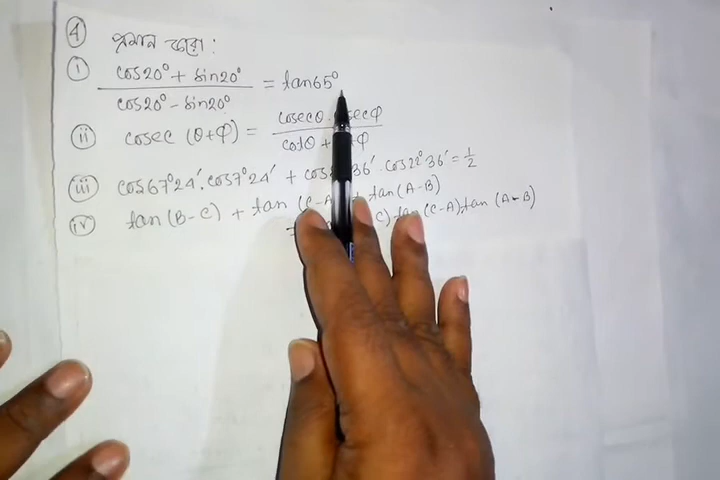 ④ প্রমান করো :
ⓘ cos20° + sin20° / cos20° - sin20° = tan65°
ⓘⓘ cosec (θ+φ) = cosecθ · secφ / cotθ + φ
ⓘⓘⓘ cos67°24′. cos7°24′ + cos 36′. cos22°36′ = 1/2
ⓘⓥ tan (B-C) + tan (C-A + tan (A-B)
= C) tan (C-A) tan (A-B)